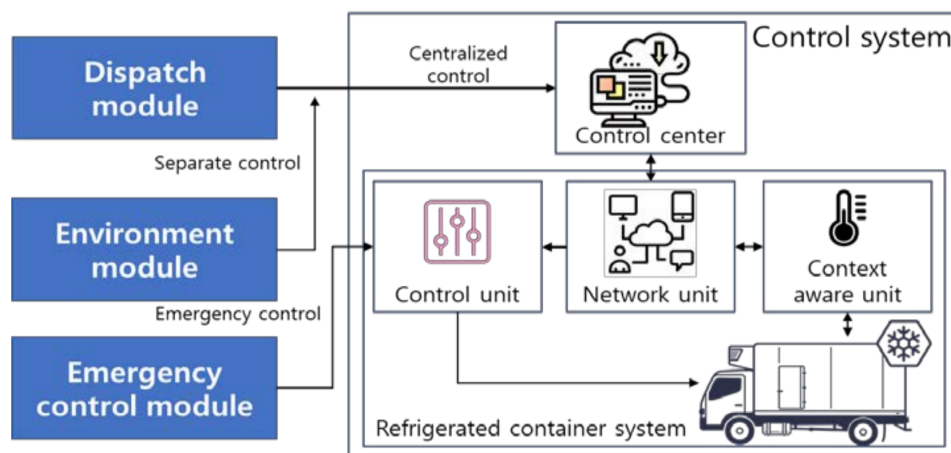 Control system
Centralized
control
Dispatch
module
Control center
Separate control
Environment
module
Control unit
Network unit
Context
aware unit
Emergency control
Emergency
control module
Refrigerated container system